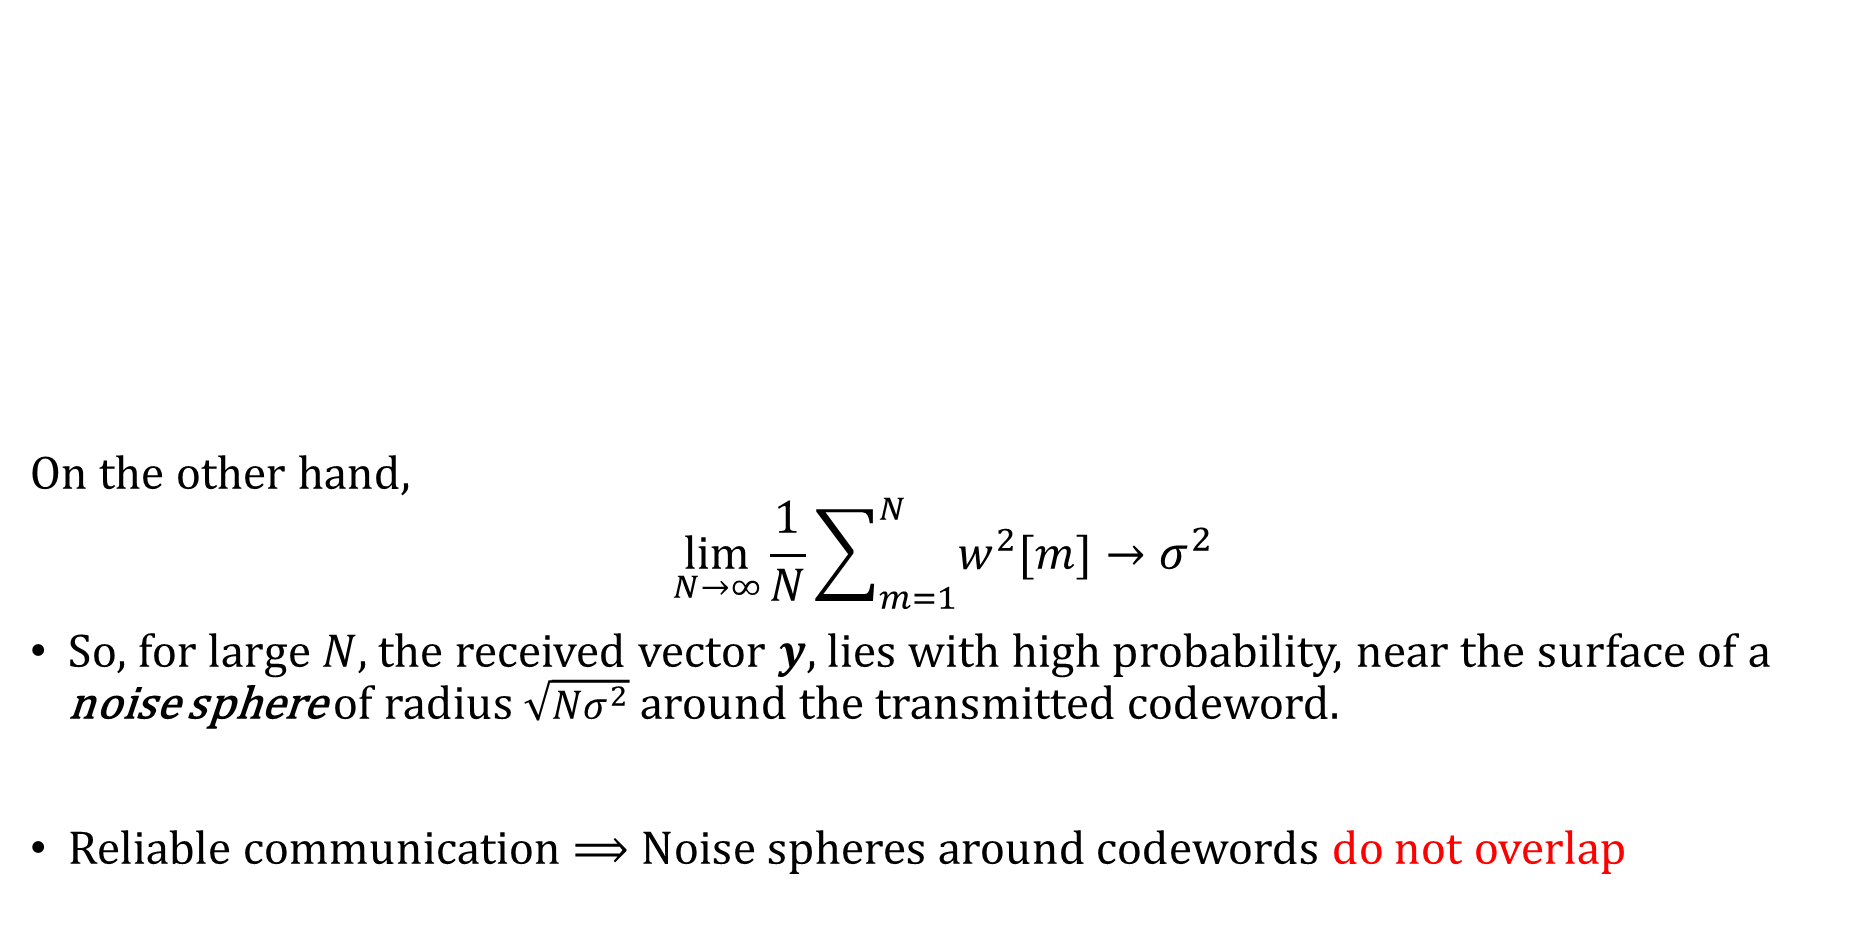 On the other hand,
lim_{N→∞} 1/N ∑_{m=1}^{N} w²[m] → σ²
• So, for large N, the received vector y, lies with high probability, near the surface of a
noise sphere of radius √(Nσ²) around the transmitted codeword.
• Reliable communication ⟹ Noise spheres around codewords do not overlap